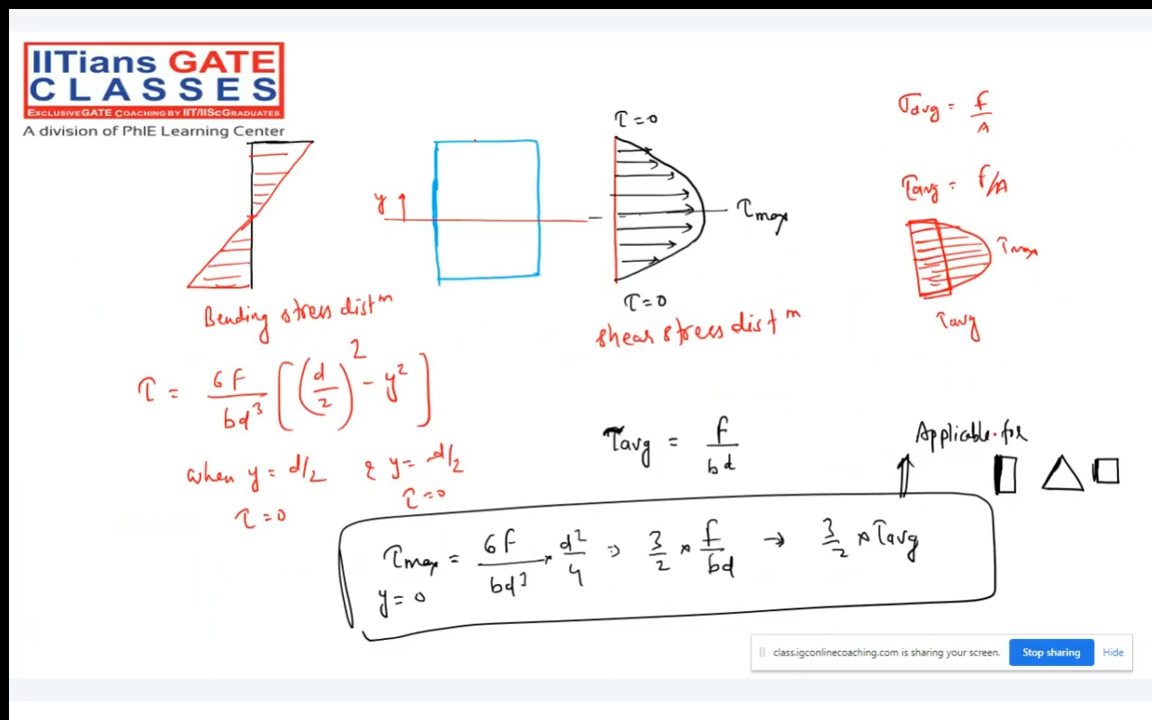 IITians GATE
CLASSES
EXCLUSIVE GATE COACHING BY IIT/IISc GRADUATES
A division of PhIE Learning Center
τ = 0
τavg = f/A
y
τmax
τavg = f/A
τmax
τavg
τ = 0
Bending stress distⁿ
shear stress distⁿ
τ = 6F/bd³ [(d/2)² - y²]
τavg = f/bd
Applicable for
when y = d/2 & y = -d/2
τ = 0 τ = 0
τmax = 6F/bd³ × d²/4 ⇒ 3/2 × f/bd → 3/2 × τavg
y = 0
class.igconlinecoaching.com is sharing your screen.
Stop sharing
Hide